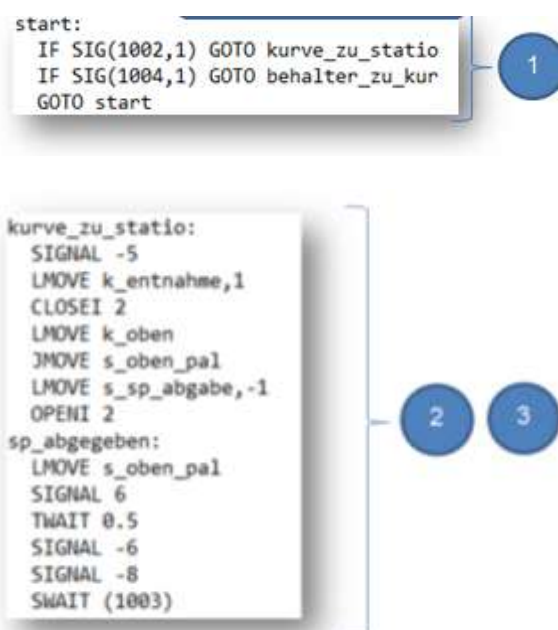 start:
IF SIG(1002,1) GOTO kurve_zu_statio
IF SIG(1004,1) GOTO behalter_zu_kur
GOTO start
1
kurve_zu_statio:
SIGNAL -5
LMOVE k_entnahme,1
CLOSEI 2
LMOVE k_oben
JMOVE s_oben_pal
LMOVE s_sp_abgabe,-1
OPENI 2
2 3
sp_abgegeben:
LMOVE s_oben_pal
SIGNAL 6
TWAIT 0.5
SIGNAL -6
SIGNAL -8
SWAIT (1003)